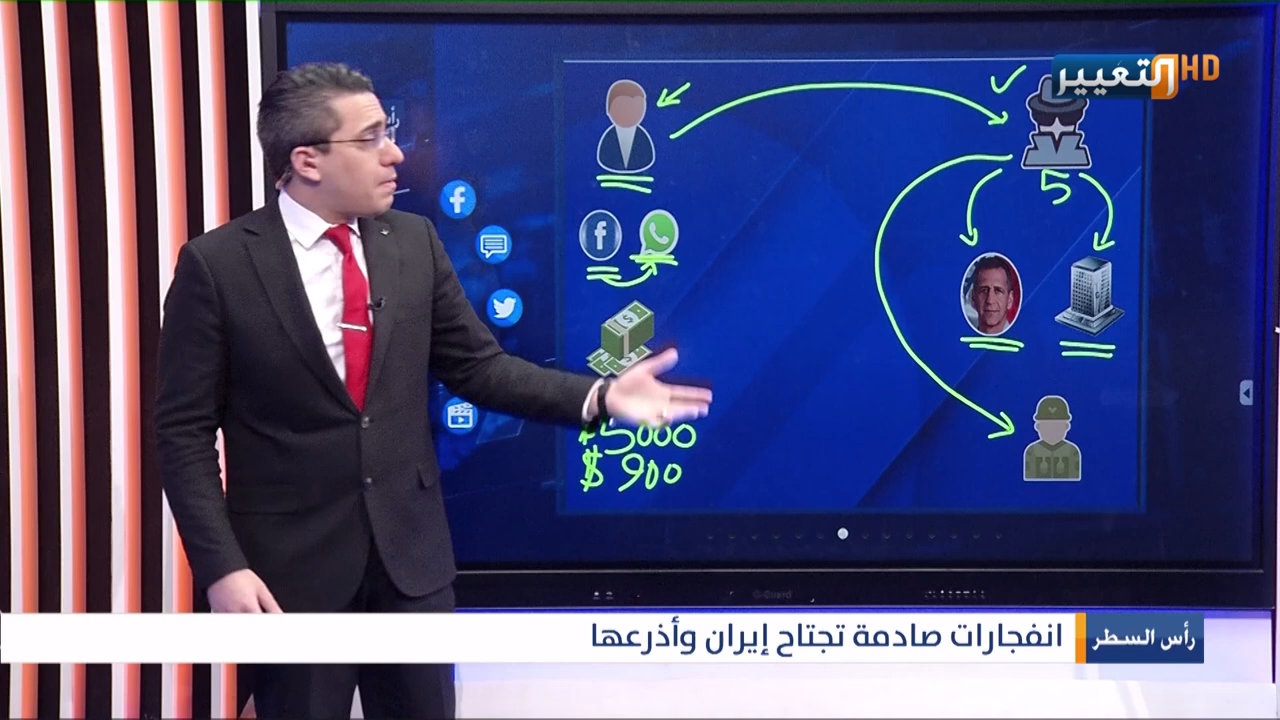 التغيير HD
5
5000
$ 900
رأس السطر
انفجارات صادمة تجتاح إيران وأذرعها